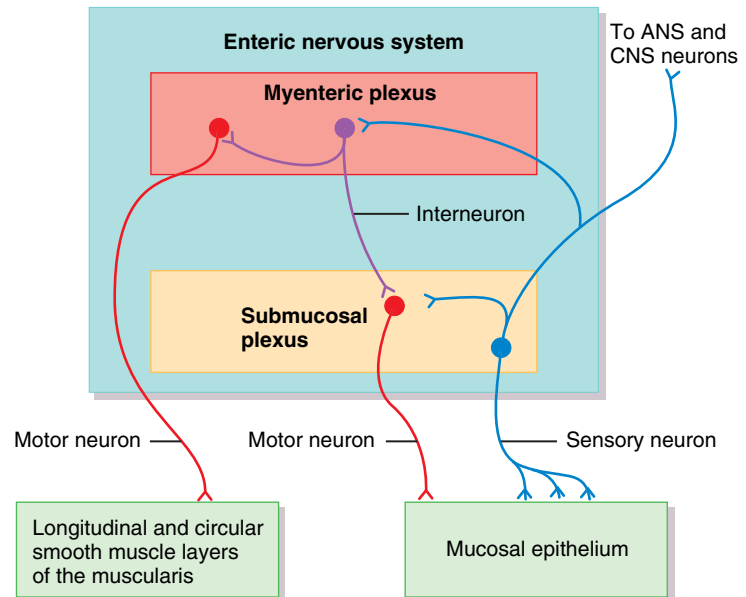 To ANS and
CNS neurons
Enteric nervous system
Myenteric plexus
Interneuron
Submucosal
plexus
Motor neuron
Motor neuron
Sensory neuron
Longitudinal and circular
smooth muscle layers
of the muscularis
Mucosal epithelium